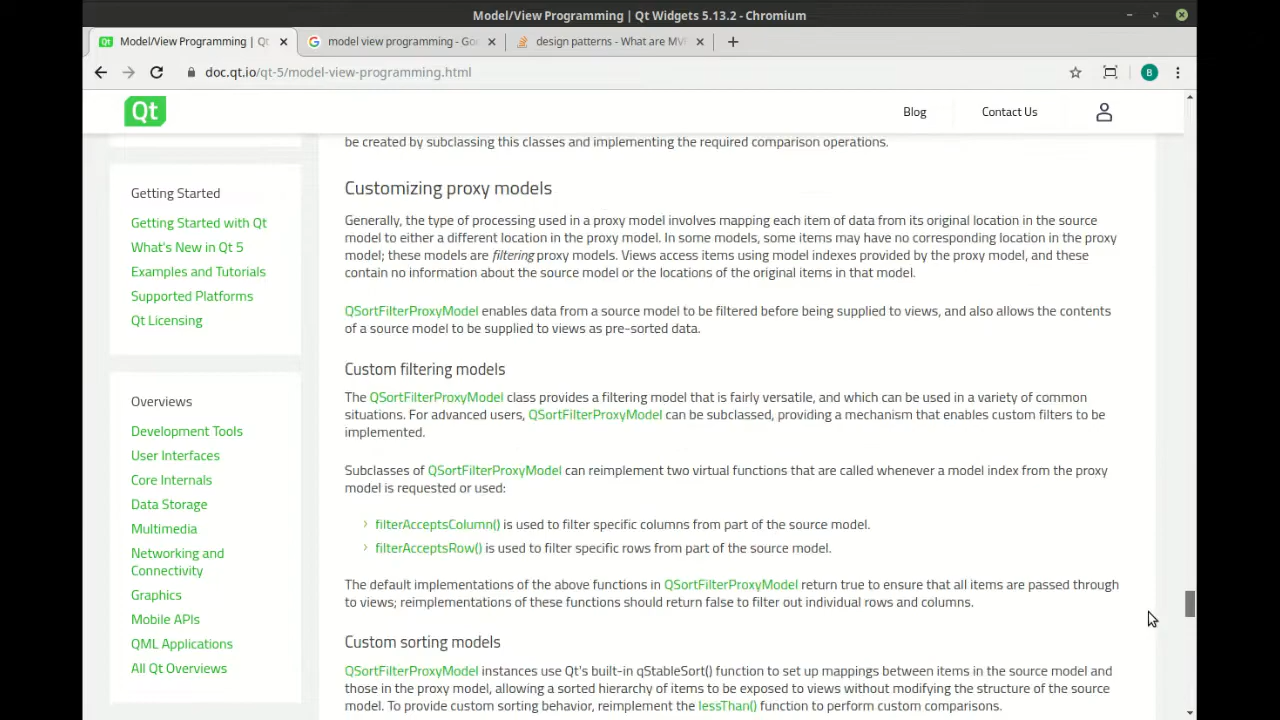 Model/View Programming | Qt Widgets 5.13.2 - Chromium
Model/View Programming | Qt
model view programming - Goo
design patterns - What are MVP
doc.qt.io/qt-5/model-view-programming.html
B
Qt
Blog
Contact Us
be created by subclassing this classes and implementing the required comparison operations.
Getting Started
Getting Started with Qt
What's New in Qt 5
Examples and Tutorials
Supported Platforms
Qt Licensing
Overviews
Development Tools
User Interfaces
Core Internals
Data Storage
Multimedia
Networking and
Connectivity
Graphics
Mobile APIs
QML Applications
All Qt Overviews
Customizing proxy models
Generally, the type of processing used in a proxy model involves mapping each item of data from its original location in the source
model to either a different location in the proxy model. In some models, some items may have no corresponding location in the proxy
model; these models are filtering proxy models. Views access items using model indexes provided by the proxy model, and these
contain no information about the source model or the locations of the original items in that model.
QSortFilterProxyModel enables data from a source model to be filtered before being supplied to views, and also allows the contents
of a source model to be supplied to views as pre-sorted data.
Custom filtering models
The QSortFilterProxyModel class provides a filtering model that is fairly versatile, and which can be used in a variety of common
situations. For advanced users, QSortFilterProxyModel can be subclassed, providing a mechanism that enables custom filters to be
implemented.
Subclasses of QSortFilterProxyModel can reimplement two virtual functions that are called whenever a model index from the proxy
model is requested or used:
filterAcceptsColumn() is used to filter specific columns from part of the source model.
filterAcceptsRow() is used to filter specific rows from part of the source model.
The default implementations of the above functions in QSortFilterProxyModel return true to ensure that all items are passed through
to views; reimplementations of these functions should return false to filter out individual rows and columns.
Custom sorting models
QSortFilterProxyModel instances use Qt's built-in qStableSort() function to set up mappings between items in the source model and
those in the proxy model, allowing a sorted hierarchy of items to be exposed to views without modifying the structure of the source
model. To provide custom sorting behavior, reimplement the lessThan() function to perform custom comparisons.